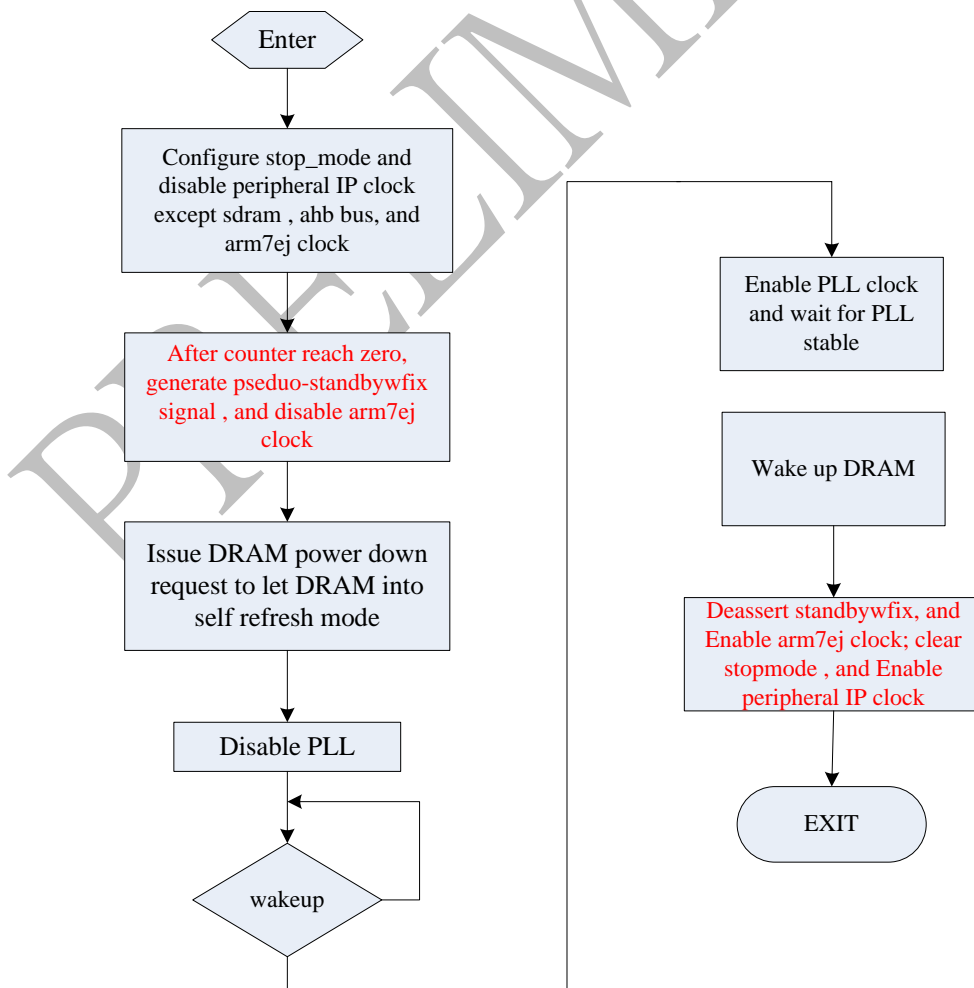 Enter
Configure stop_mode and
disable peripheral IP clock
except sdram , ahb bus, and
arm7ej clock
After counter reach zero,
generate pseduo-standbywfix
signal , and disable arm7ej
clock
Issue DRAM power down
request to let DRAM into
self refresh mode
Disable PLL
wakeup
Enable PLL clock
and wait for PLL
stable
Wake up DRAM
Deassert standbywfix, and
Enable arm7ej clock; clear
stopmode , and Enable
peripheral IP clock
EXIT